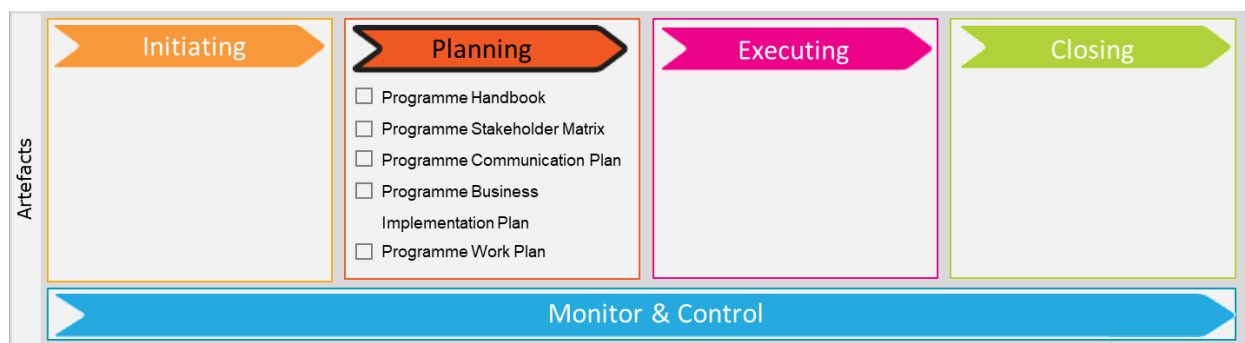 Artefacts
Initiating
Planning
Programme Handbook
Programme Stakeholder Matrix
Programme Communication Plan
Programme Business
Implementation Plan
Programme Work Plan
Executing
Closing
Monitor & Control